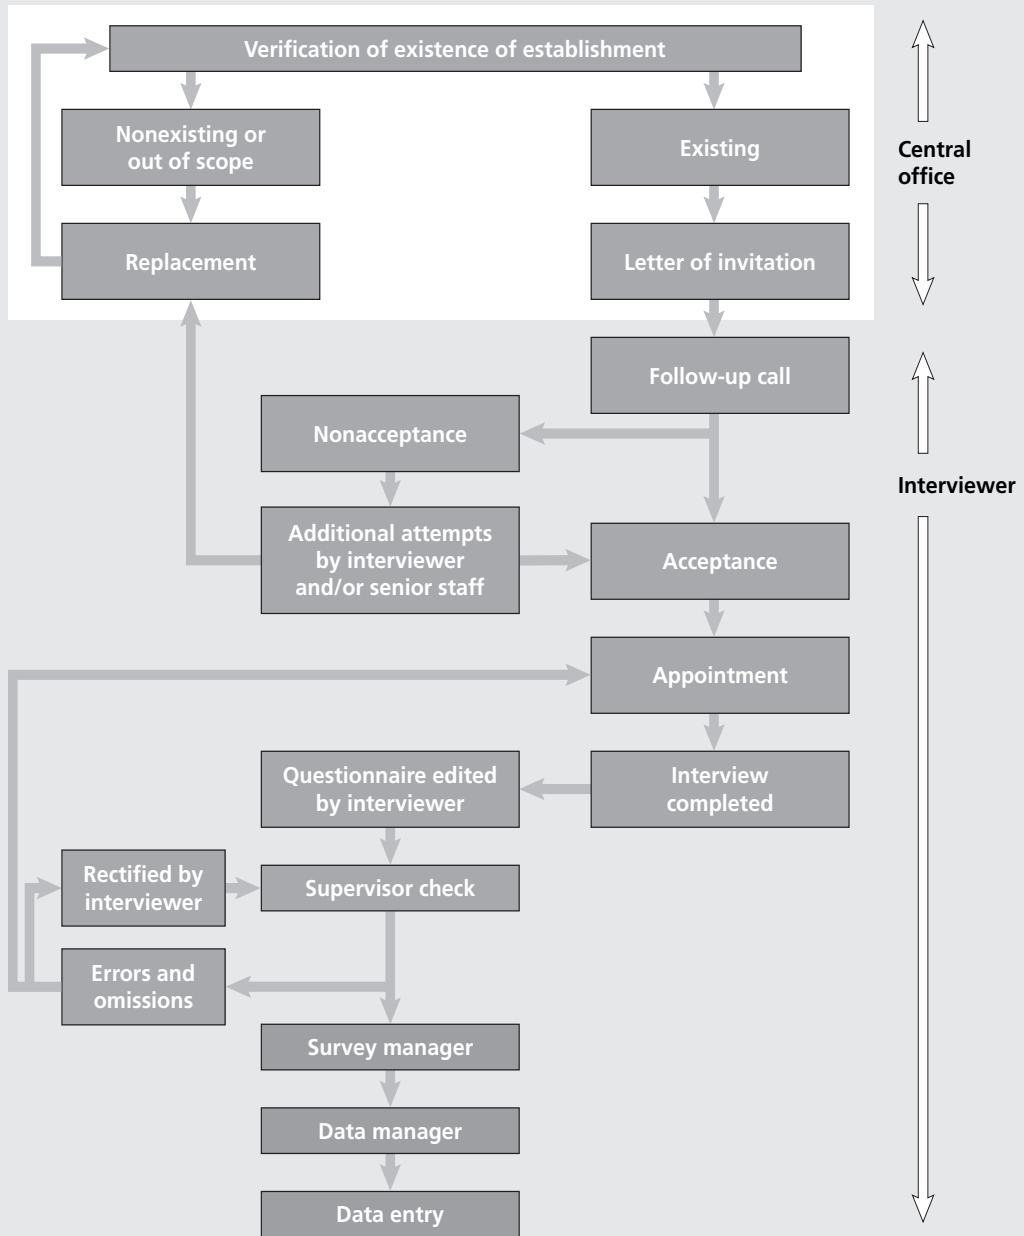 Verification of existence of establishment
Nonexisting or
out of scope
Existing
Central
office
Replacement
Letter of invitation
Follow-up call
Nonacceptance
Interviewer
Additional attempts
by interviewer
and/or senior staff
Acceptance
Appointment
Questionnaire edited
by interviewer
Interview
completed
Rectified by
interviewer
Supervisor check
Errors and
omissions
Survey manager
Data manager
Data entry